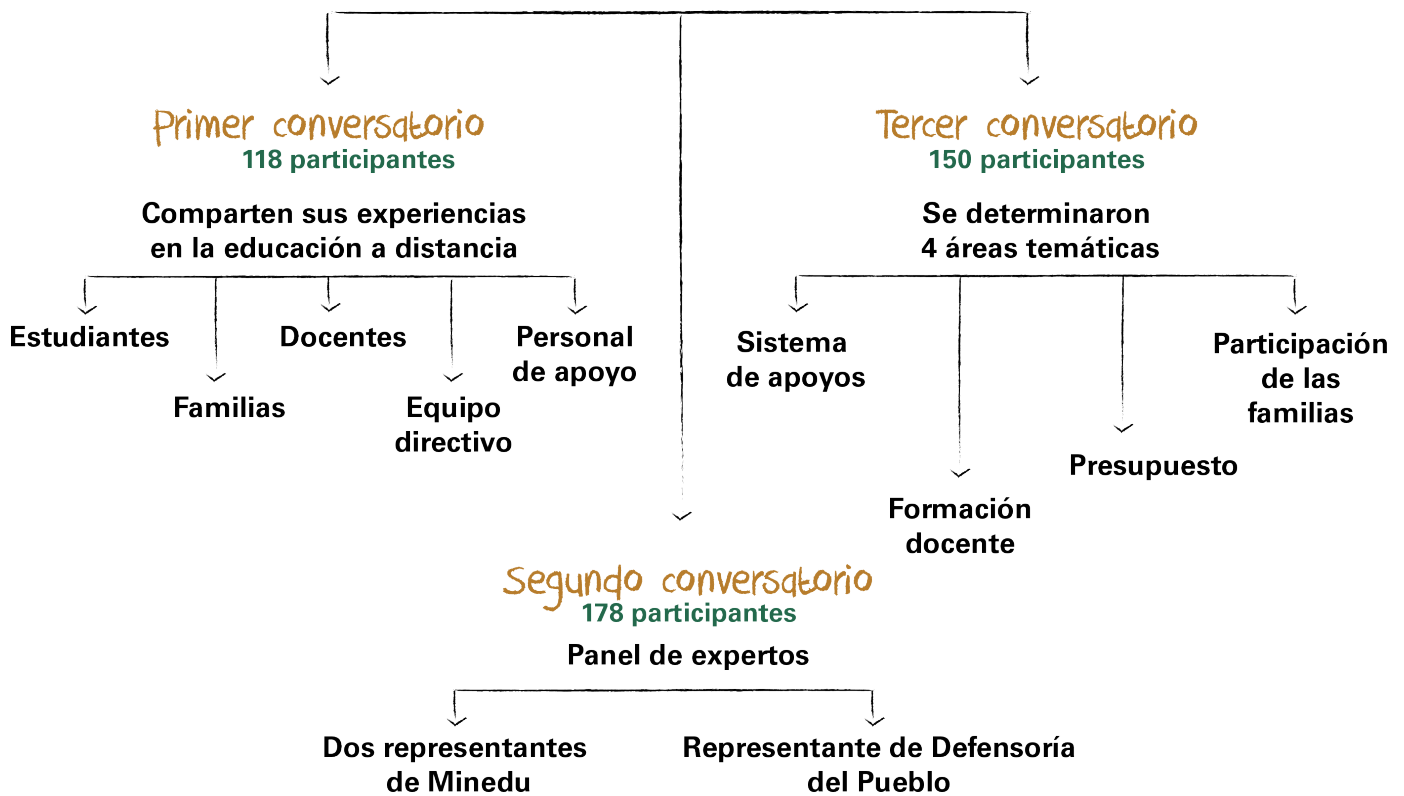 Primer conversatorio
118 participantes
Comparten sus experiencias
en la educación a distancia
Estudiantes
Familias
Docentes
Equipo
directivo
Personal
de apoyo
Tercer conversatorio
150 participantes
Se determinaron
4 áreas temáticas
Sistema
de apoyos
Formación
docente
Presupuesto
Participación
de las
familias
Segundo conversatorio
178 participantes
Panel de expertos
Dos representantes
de Minedu
Representante de Defensoría
del Pueblo